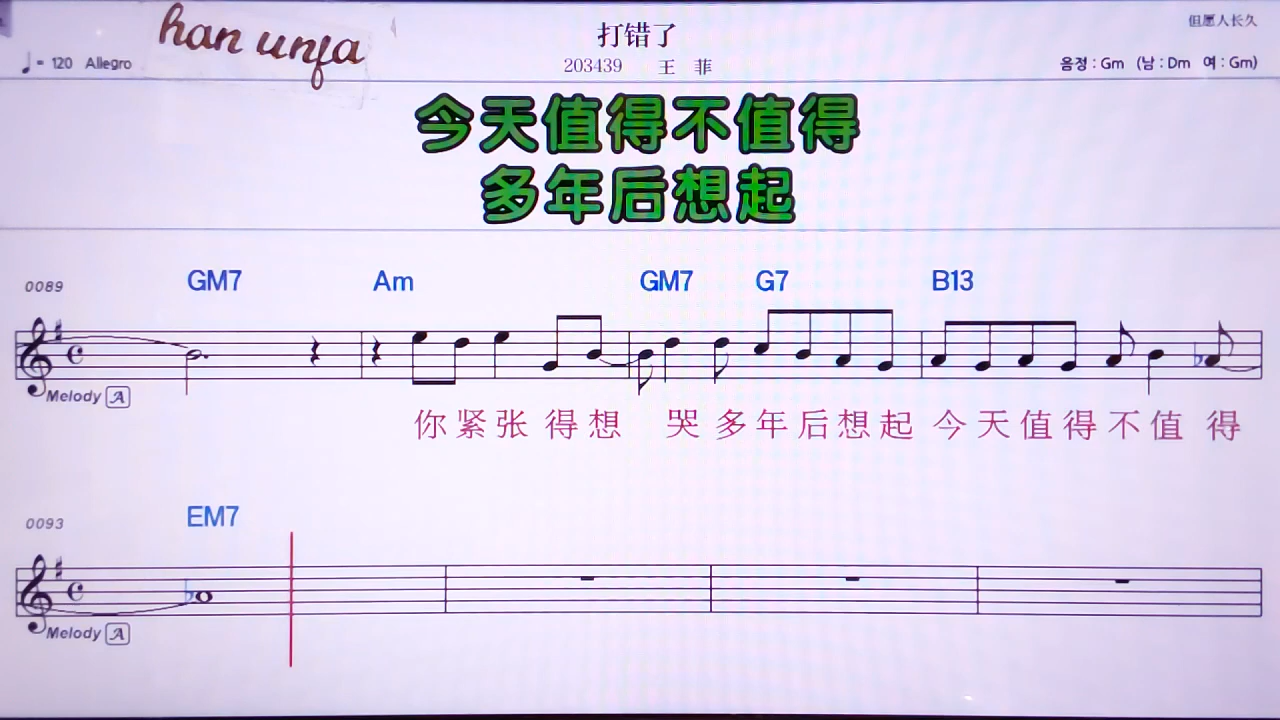 han unfa
打错了
但愿人长久
♩= 120 Allegro
203439 王 菲
음정 : Gm (남 : Dm 여 : Gm)
今天值得不值得
多年后想起
0089 GM7 Am GM7 G7 B13
Melody A
你紧张得想 哭多年后想起 今天值得不值 得
0093 EM7
Melody A